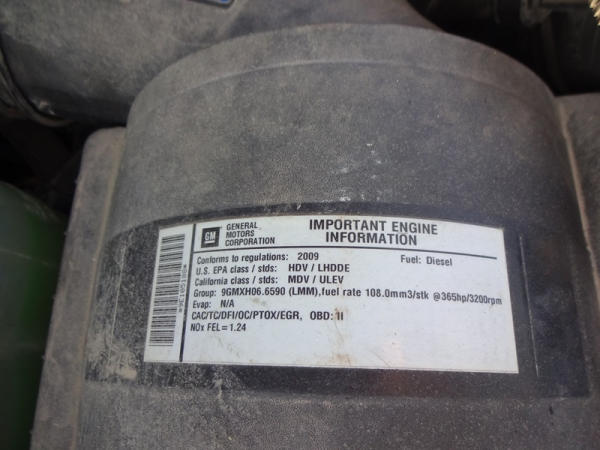 GM
GENERAL
MOTORS
CORPORATION
IMPORTANT ENGINE
INFORMATION
Conforms to regulations: 2009 Fuel: Diesel
U.S. EPA class / stds: HDV / LHDDE
California class / stds: MDV / ULEV
Group: 9GMXH06.6590 (LMM),fuel rate 108.0mm3/stk @365hp/3200rpm
Evap: N/A
CAC/TC/DFI/OC/PTOX/EGR, OBD: II
NOx FEL=1.24